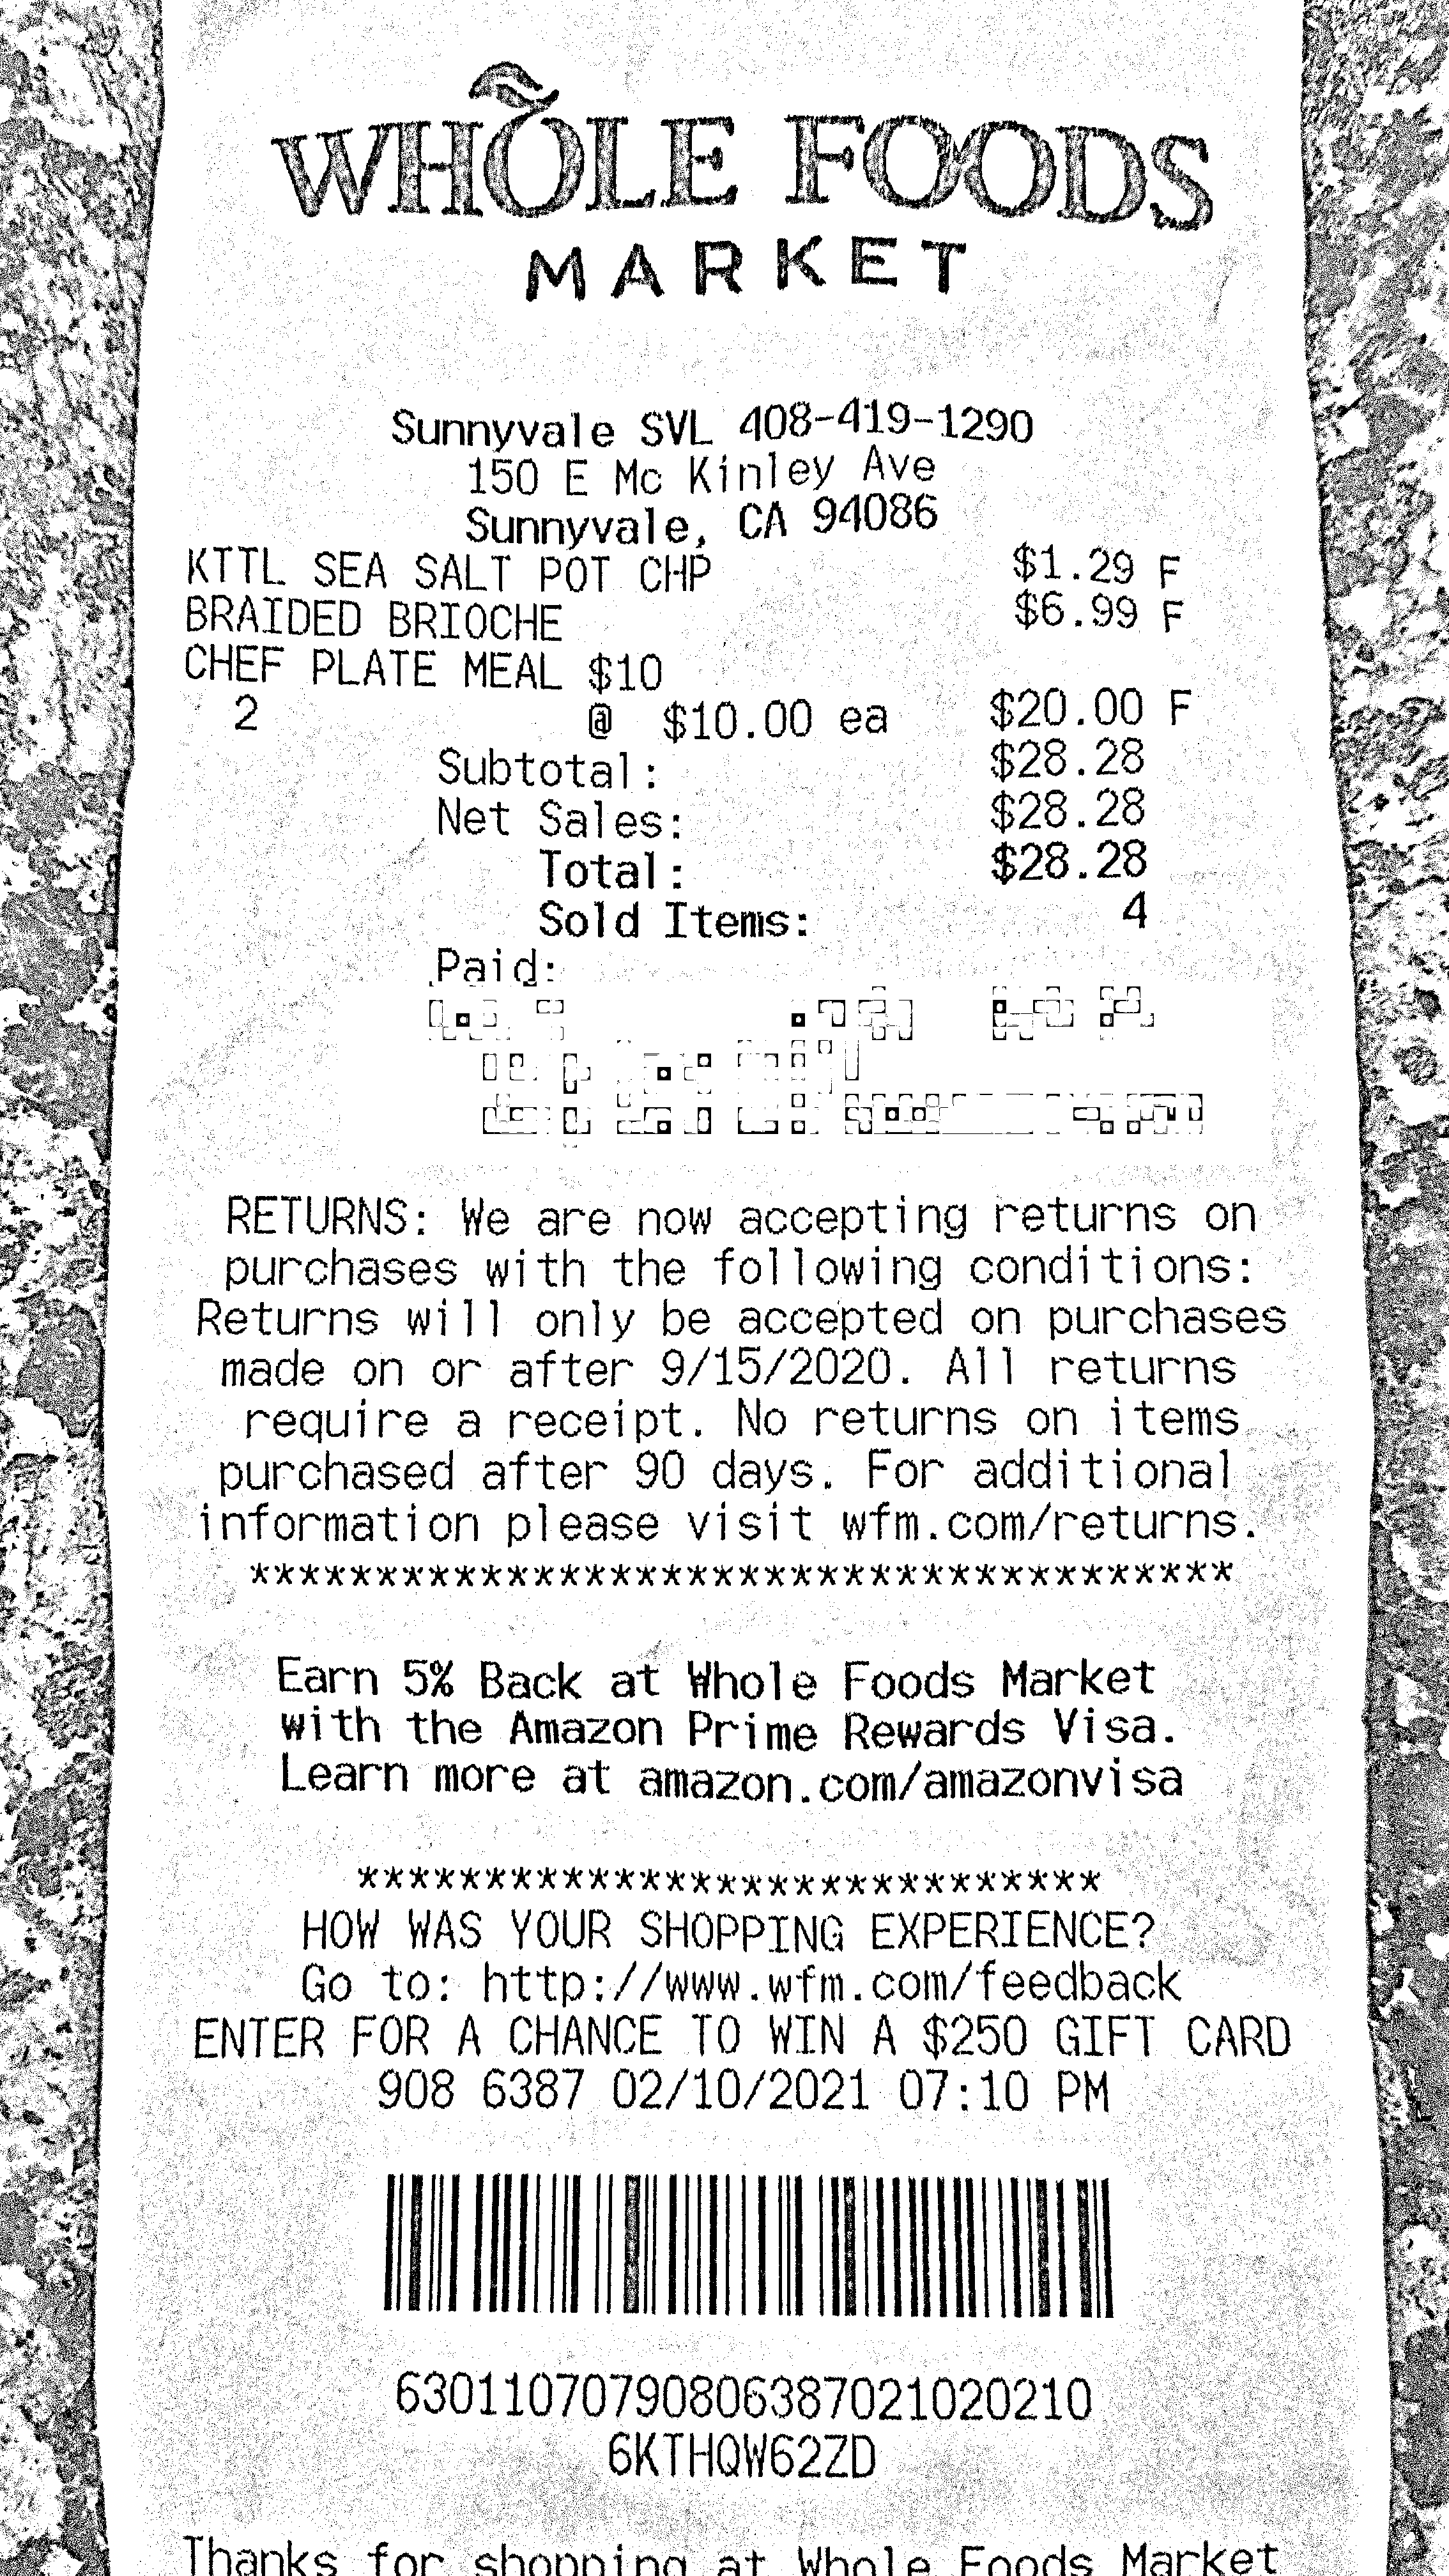 WHOLE FOODS
MARKET
Sunnyvale SVL 408-419-1290
150 E Mc Kinley Ave
Sunnyvale, CA 94086
KTTL SEA SALT POT CHP $1.29 F
BRAIDED BRIOCHE $6.99 F
CHEF PLATE MEAL $10
2 @ $10.00 ea $20.00 F
Subtotal: $28.28
Net Sales: $28.28
Total: $28.28
Sold Items: 4
Paid:
RETURNS: We are now accepting returns on
purchases with the following conditions:
Returns will only be accepted on purchases
made on or after 9/15/2020. All returns
require a receipt. No returns on items
purchased after 90 days. For additional
information please visit wfm.com/returns.
***************************************
Earn 5% Back at Whole Foods Market
with the Amazon Prime Rewards Visa.
Learn more at amazon.com/amazonvisa
*****************************
HOW WAS YOUR SHOPPING EXPERIENCE?
Go to: http://www.wfm.com/feedback
ENTER FOR A CHANCE TO WIN A $250 GIFT CARD
908 6387 02/10/2021 07:10 PM
63011070790806387021020210
6KTHQW62ZD
Thanks for shopping at Whole Foods Market